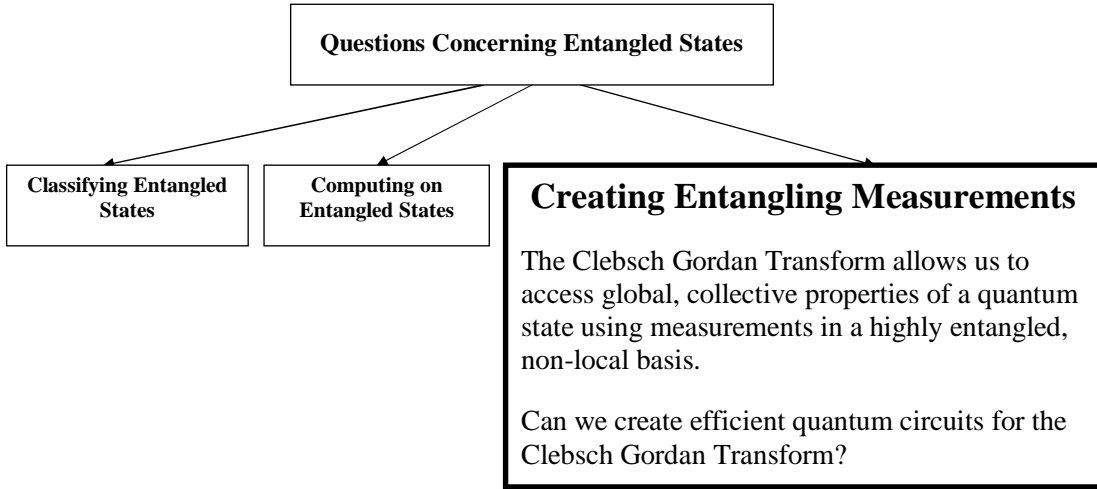 Questions Concerning Entangled States
Classifying Entangled
States
Computing on
Entangled States
Creating Entangling Measurements
The Clebsch Gordan Transform allows us to
access global, collective properties of a quantum
state using measurements in a highly entangled,
non-local basis.
Can we create efficient quantum circuits for the
Clebsch Gordan Transform?